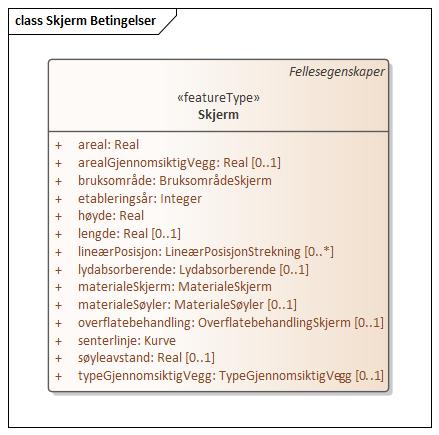 class Skjerm Betingelser
Fellesegenskaper
«featureType»
Skjerm
+ areal: Real
+ arealGjennomsiktigVegg: Real [0..1]
+ bruksområde: BruksområdeSkjerm
+ etableringsår: Integer
+ høyde: Real
+ lengde: Real [0..1]
+ lineærPosisjon: LineærPosisjonStrekning [0..*]
+ lydabsorberende: Lydabsorberende [0..1]
+ materialeSkjerm: MaterialeSkjerm
+ materialeSøyler: MaterialeSøyler [0..1]
+ overflatebehandling: OverflatebehandlingSkjerm [0..1]
+ senterlinje: Kurve
+ søyleavstand: Real [0..1]
+ typeGjennomsiktigVegg: TypeGjennomsiktigVegg [0..1]